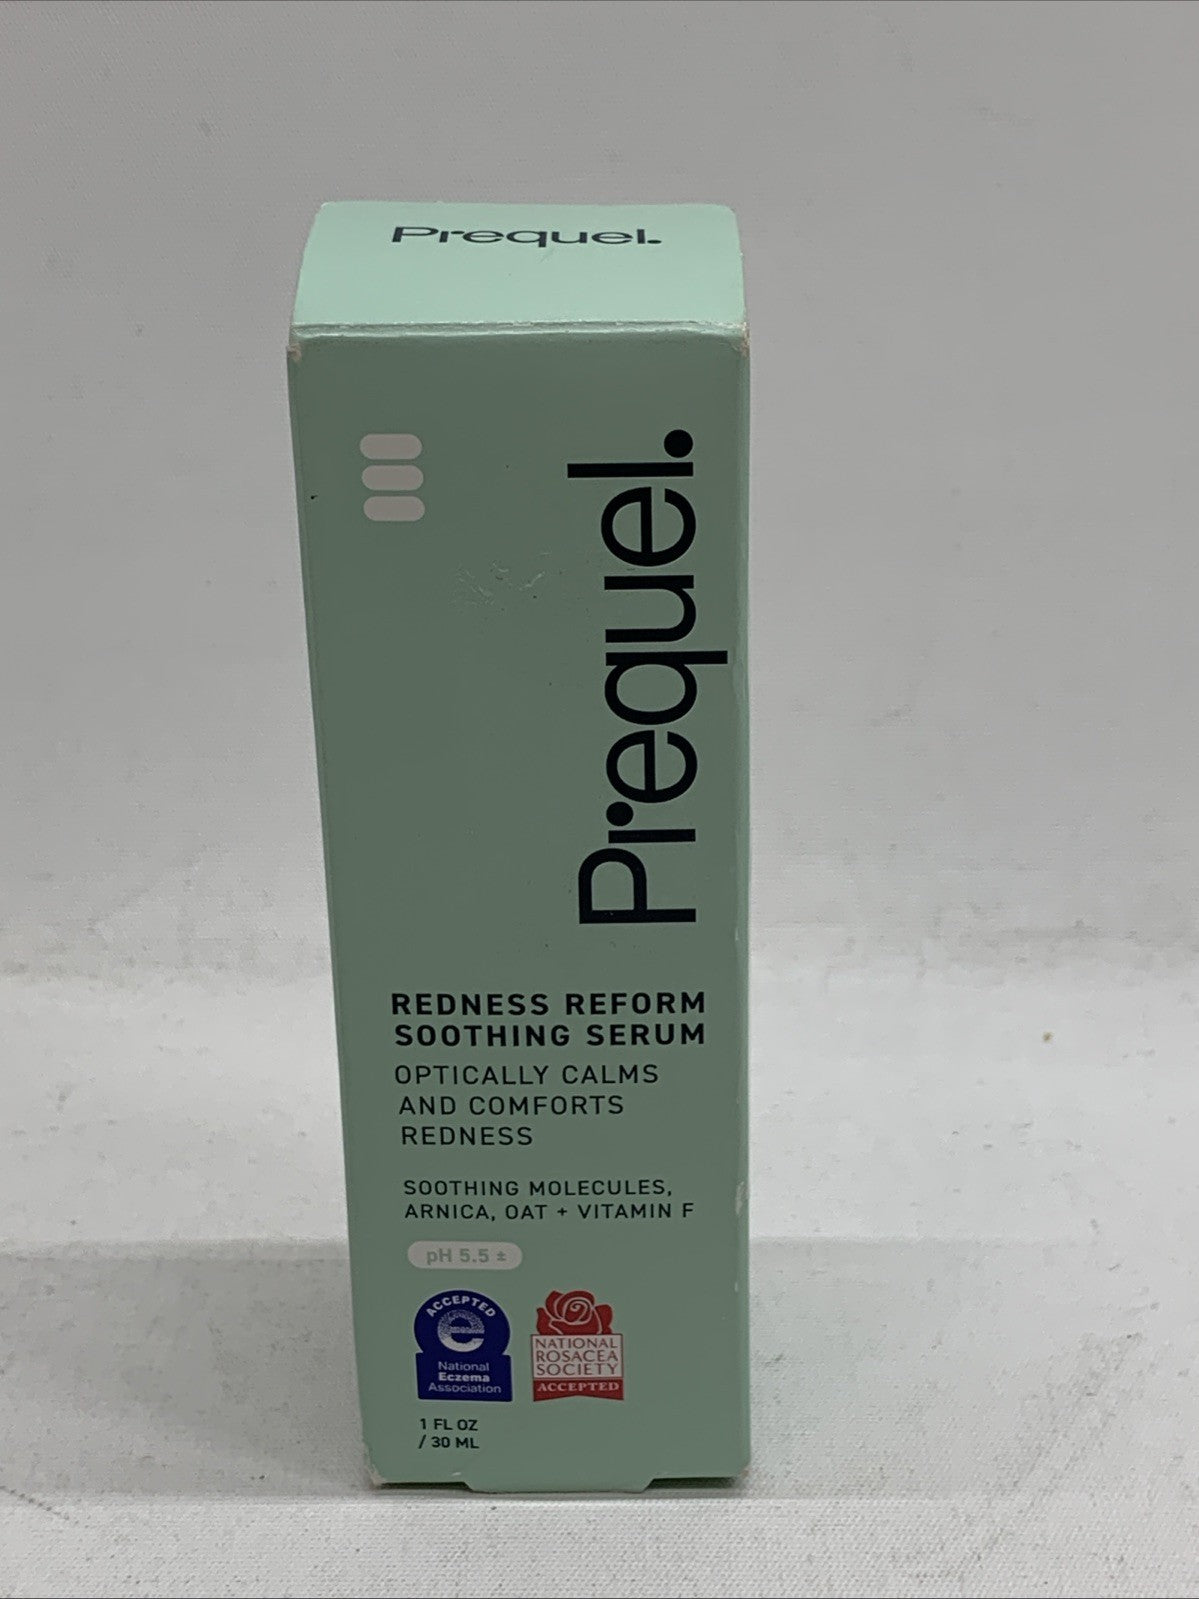 Prequel.
Prequel.
REDNESS REFORM
SOOTHING SERUM
OPTICALLY CALMS
AND COMFORTS
REDNESS
SOOTHING MOLECULES,
ARNICA, OAT + VITAMIN F
pH 5.5 ±
ACCEPTED
e
National
Eczema
Association
NATIONAL
ROSACEA
SOCIETY
ACCEPTED
1 FL OZ
/ 30 ML